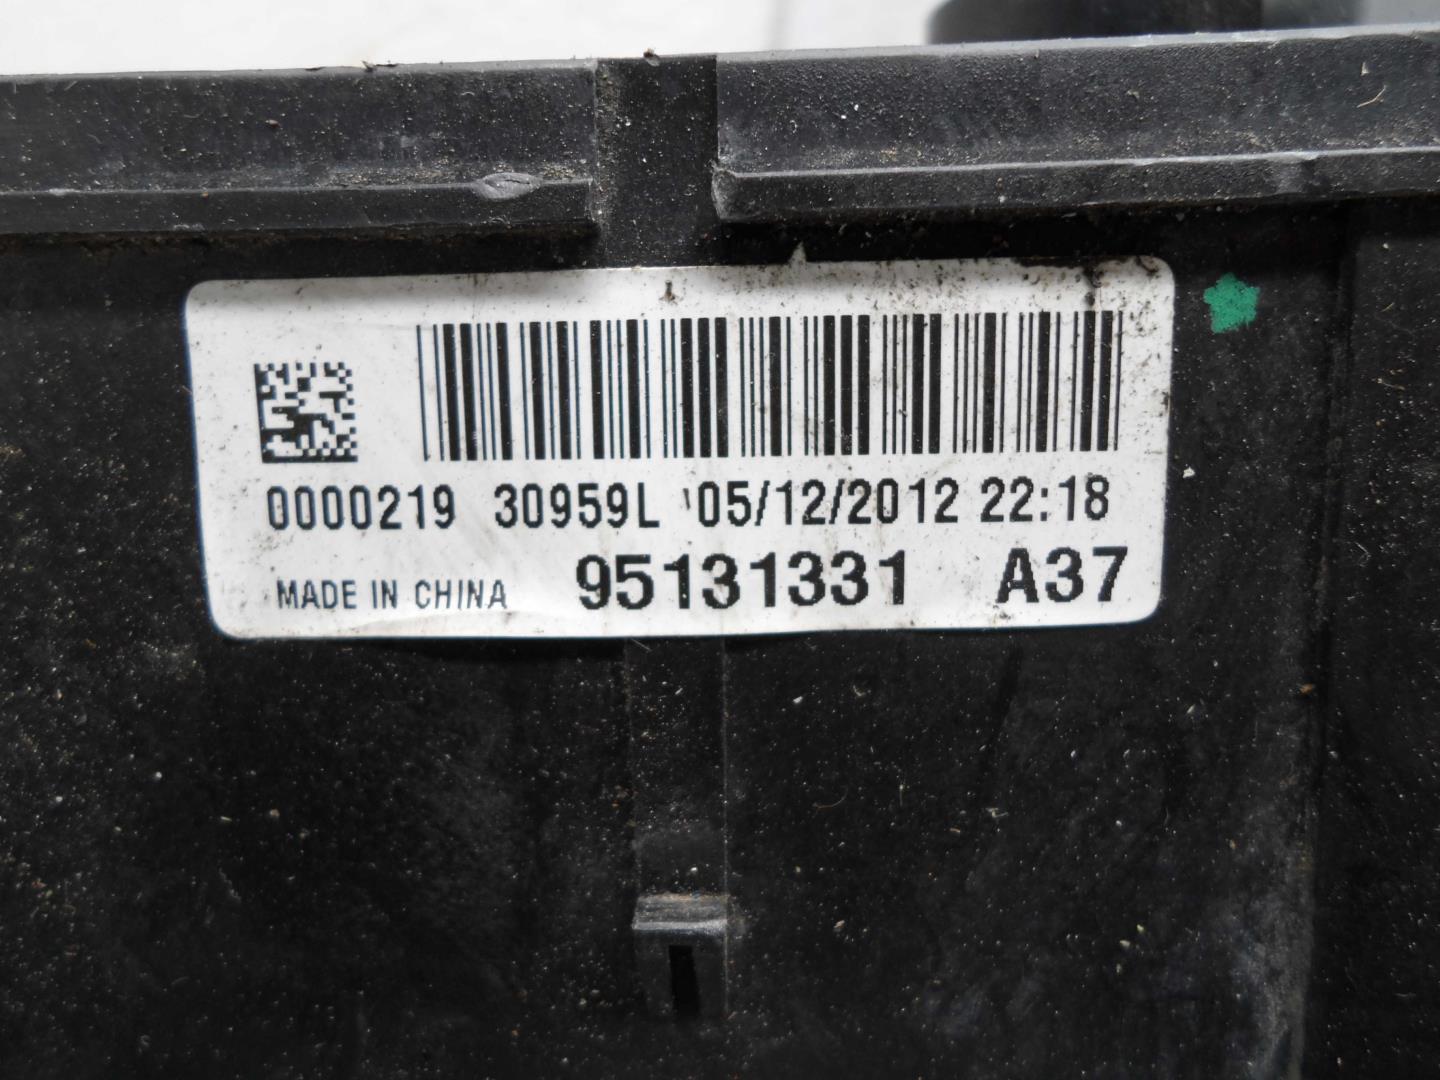 0000219 30959L 05/12/2012 22:18
MADE IN CHINA 95131331 A37